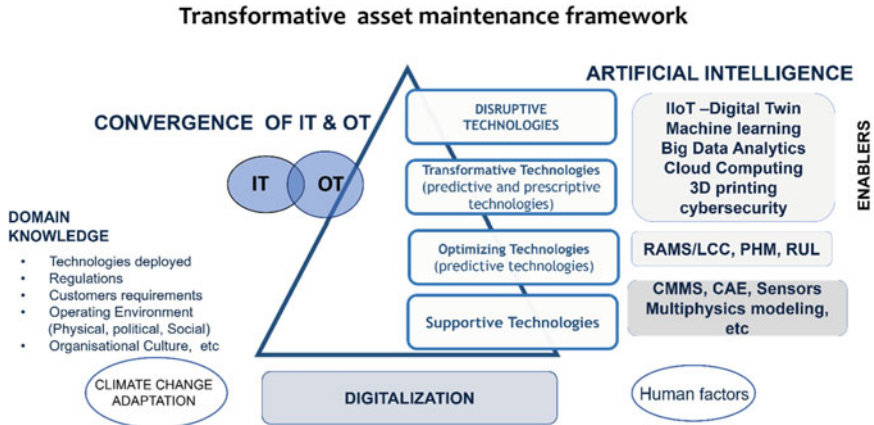 Transformative asset maintenance framework
ARTIFICIAL INTELLIGENCE
CONVERGENCE OF IT & OT
IT
OT
DISRUPTIVE
TECHNOLOGIES
Transformative Technologies
(predictive and prescriptive
technologies)
Optimizing Technologies
(predictive technologies)
Supportive Technologies
IIoT –Digital Twin
Machine learning
Big Data Analytics
Cloud Computing
3D printing
cybersecurity
ENABLERS
RAMS/LCC, PHM, RUL
CMMS, CAE, Sensors
Multiphysics modeling,
etc
DOMAIN
KNOWLEDGE
• Technologies deployed
• Regulations
• Customers requirements
• Operating Environment
(Physical, political, Social)
• Organisational Culture, etc
CLIMATE CHANGE
ADAPTATION
DIGITALIZATION
Human factors